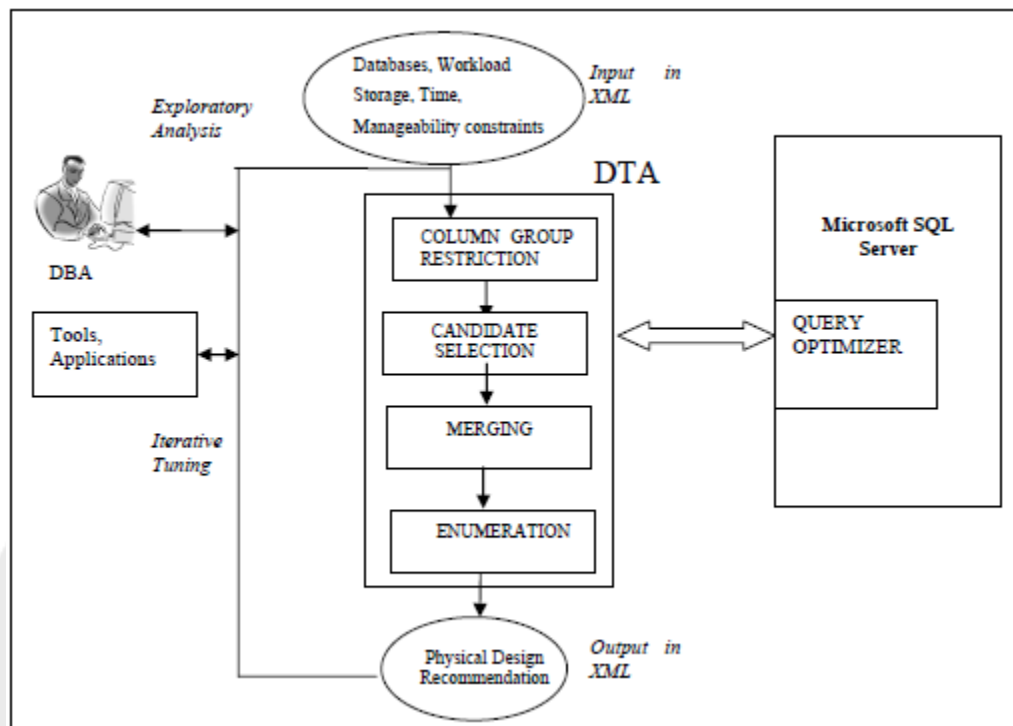 Databases, Workload
Storage, Time,
Manageability constraints
Input in
XML
Exploratory
Analysis
DTA
COLUMN GROUP
RESTRICTION
Microsoft SQL
Server
DBA
Tools,
Applications
CANDIDATE
SELECTION
QUERY
OPTIMIZER
MERGING
Iterative
Tuning
ENUMERATION
Physical Design
Recommendation
Output in
XML